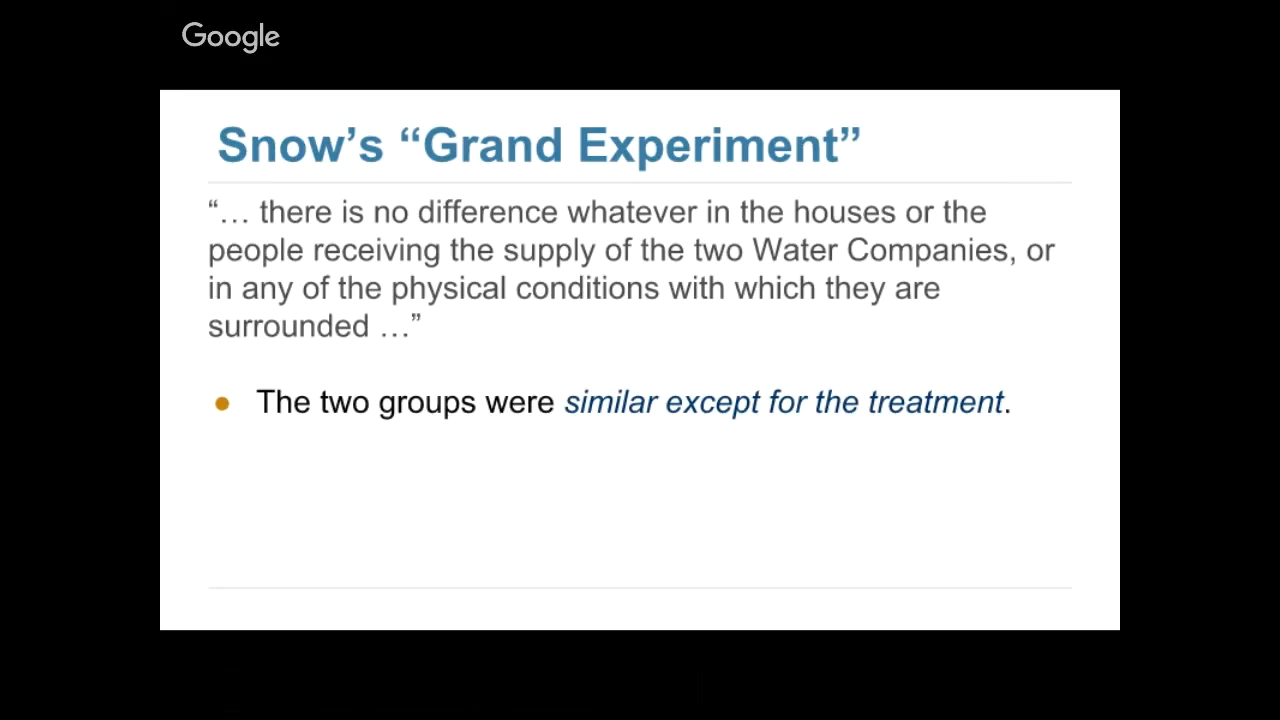 Google
Snow’s “Grand Experiment”
“… there is no difference whatever in the houses or the
people receiving the supply of the two Water Companies, or
in any of the physical conditions with which they are
surrounded …”
● The two groups were similar except for the treatment.